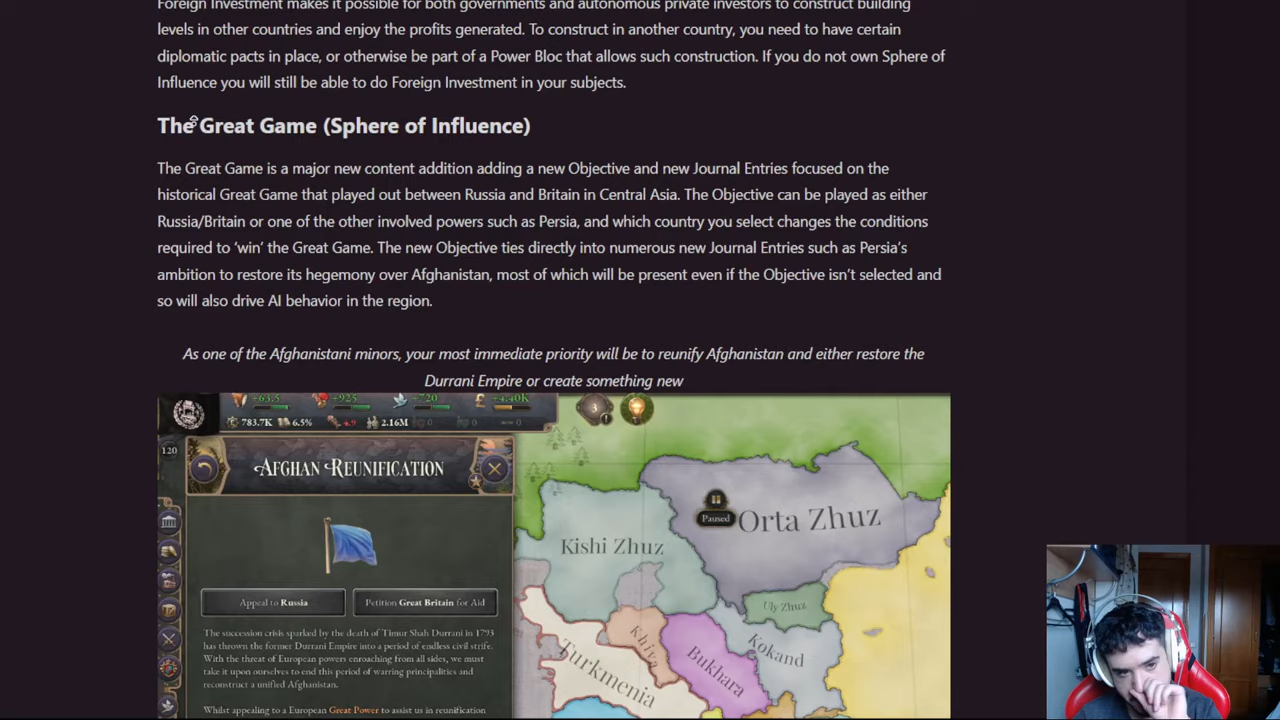 Foreign Investment makes it possible for both governments and autonomous private investors to construct building
levels in other countries and enjoy the profits generated. To construct in another country, you need to have certain
diplomatic pacts in place, or otherwise be part of a Power Bloc that allows such construction. If you do not own Sphere of
Influence you will still be able to do Foreign Investment in your subjects.
The Great Game (Sphere of Influence)
The Great Game is a major new content addition adding a new Objective and new Journal Entries focused on the
historical Great Game that played out between Russia and Britain in Central Asia. The Objective can be played as either
Russia/Britain or one of the other involved powers such as Persia, and which country you select changes the conditions
required to ‘win’ the Great Game. The new Objective ties directly into numerous new Journal Entries such as Persia’s
ambition to restore its hegemony over Afghanistan, most of which will be present even if the Objective isn’t selected and
so will also drive AI behavior in the region.
As one of the Afghanistani minors, your most immediate priority will be to reunify Afghanistan and either restore the
Durrani Empire or create something new
+63.5 +925 +720 +4.40K
783.7K 6.5% +.9 2.16M 0 0 0
3
120
AFGHAN REUNIFICATION
Paused
Orta Zhuz
Kishi Zhuz
Appeal to Russia
Petition Great Britain for Aid
Uly Zhuz
Khiva
Kokand
Bukhara
Turkmenia
The succession crisis sparked by the death of Timur Shah Durrani in 1793
has thrown the former Durrani Empire into a period of endless civil strife.
With the threat of European powers enroaching from all sides, we must
take it upon ourselves to end this period of warring principalities and
reconstruct a unified Afghanistan.
Whilst appealing to a European Great Power to assist us in reunification